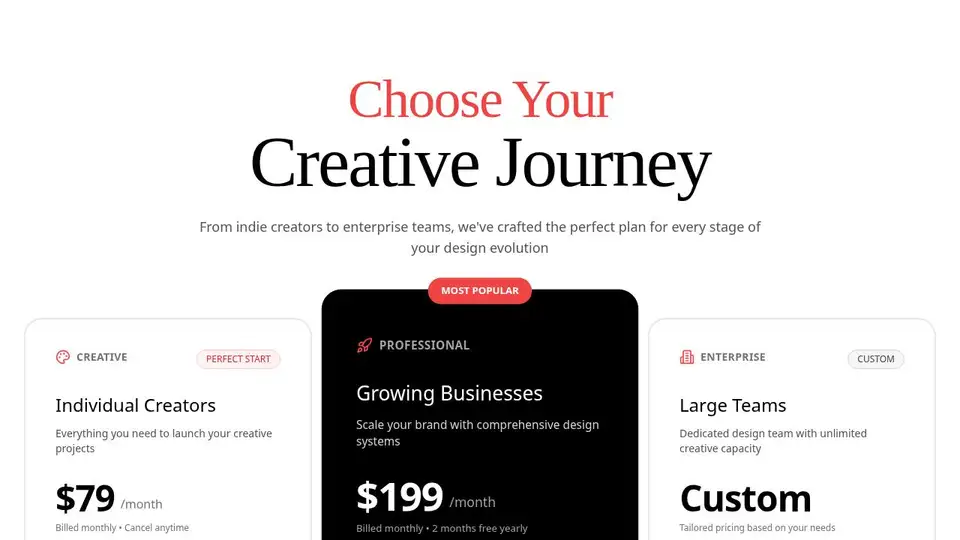 Choose Your
Creative Journey
From indie creators to enterprise teams, we've crafted the perfect plan for every stage of
your design evolution
CREATIVE
PERFECT START
Individual Creators
Everything you need to launch your creative
projects
$79 /month
Billed monthly • Cancel anytime
MOST POPULAR
PROFESSIONAL
Growing Businesses
Scale your brand with comprehensive design
systems
$199 /month
Billed monthly • 2 months free yearly
ENTERPRISE
CUSTOM
Large Teams
Dedicated design team with unlimited
creative capacity
Custom
Tailored pricing based on your needs